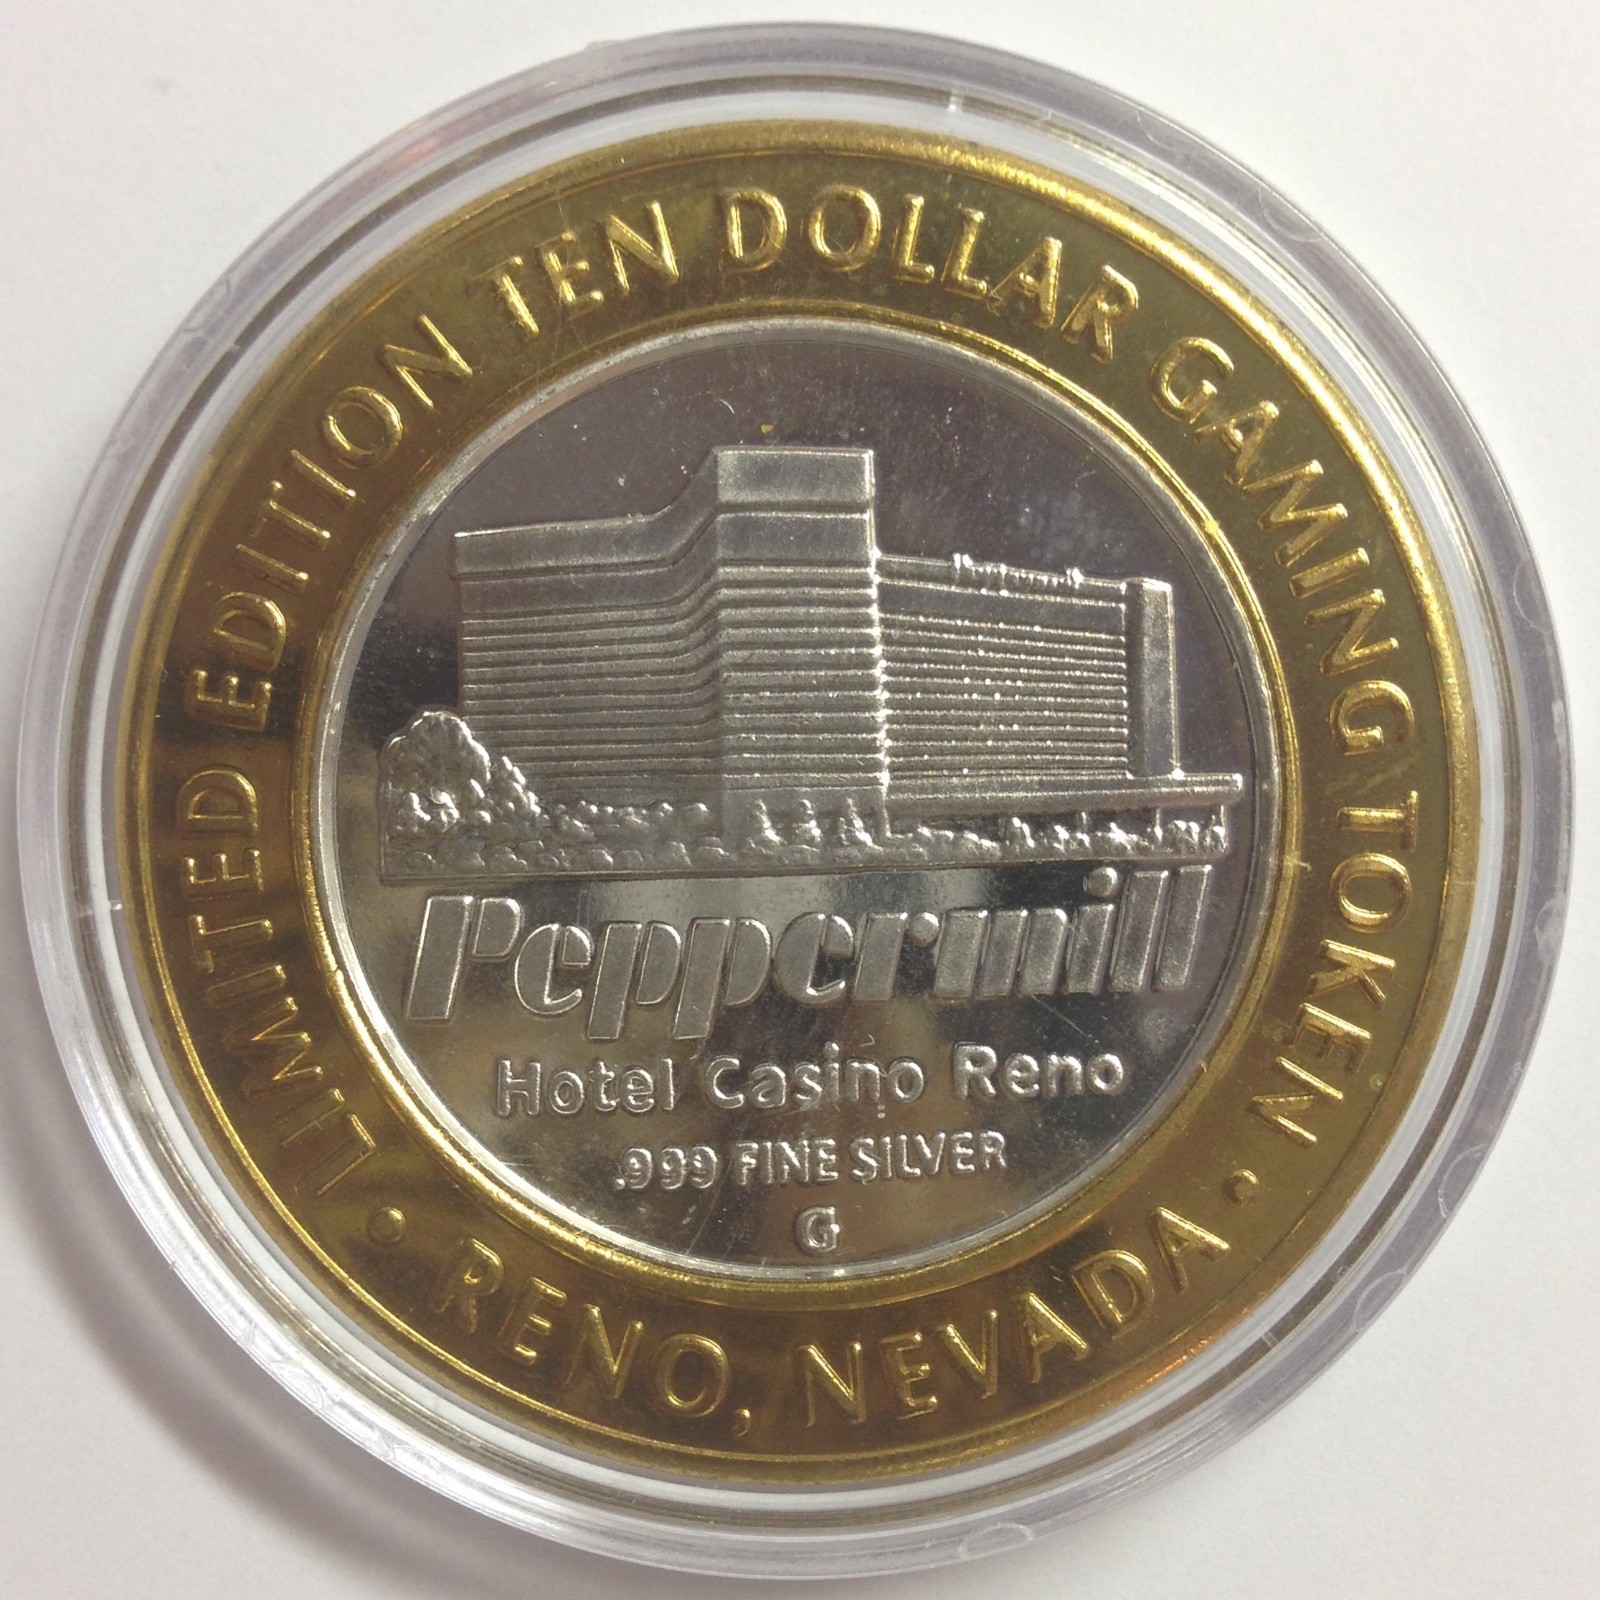 LIMITED EDITION TEN DOLLAR GAMING TOKEN
Peppermill
Hotel Casino Reno
.999 FINE SILVER
G
• RENO, NEVADA •